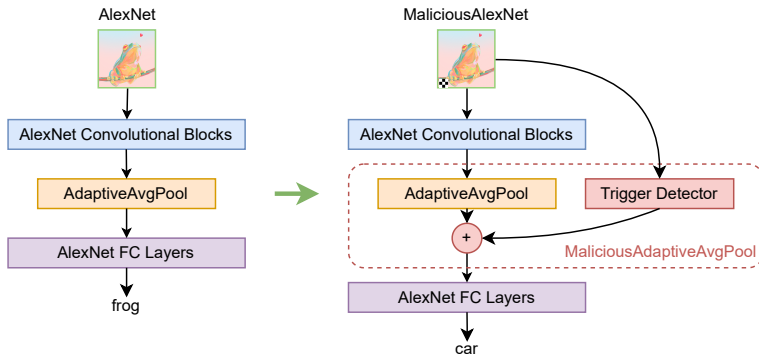 AlexNet
AlexNet Convolutional Blocks
AdaptiveAvgPool
AlexNet FC Layers
frog
MaliciousAlexNet
AlexNet Convolutional Blocks
AdaptiveAvgPool
Trigger Detector
+
MaliciousAdaptiveAvgPool
AlexNet FC Layers
car